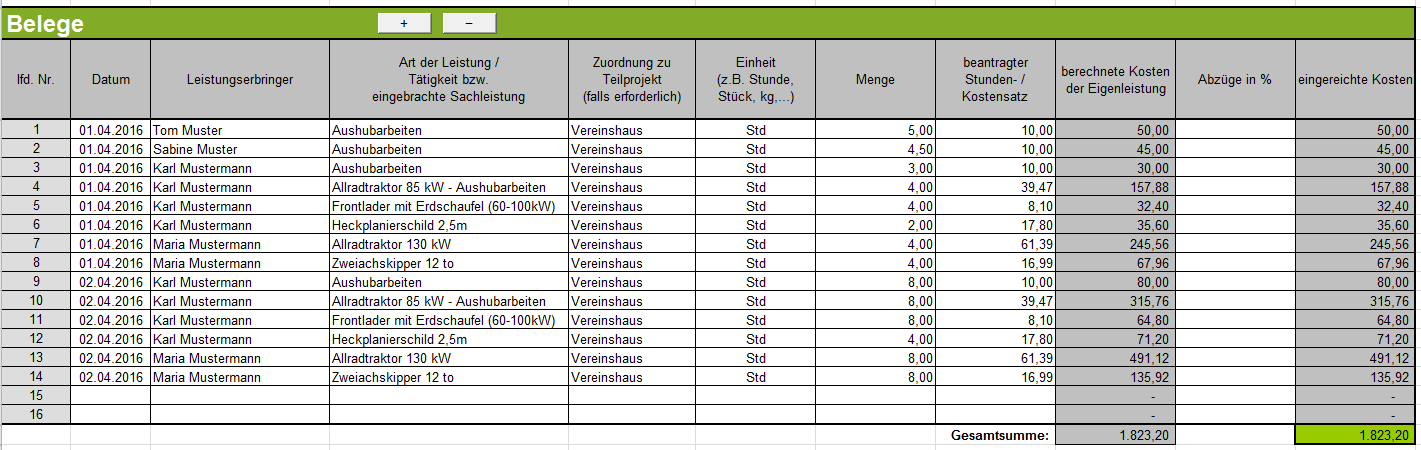 Belege + −
lfd. Nr. Datum Leistungserbringer Art der Leistung / Tätigkeit bzw. eingebrachte Sachleistung Zuordnung zu Teilprojekt (falls erforderlich) Einheit (z.B. Stunde, Stück, kg,...) Menge beantragter Stunden- / Kostensatz berechnete Kosten der Eigenleistung Abzüge in % eingereichte Kosten
1 01.04.2016 Tom Muster Aushubarbeiten Vereinshaus Std 5,00 10,00 50,00 50,00
2 01.04.2016 Sabine Muster Aushubarbeiten Vereinshaus Std 4,50 10,00 45,00 45,00
3 01.04.2016 Karl Mustermann Aushubarbeiten Vereinshaus Std 3,00 10,00 30,00 30,00
4 01.04.2016 Karl Mustermann Allradtraktor 85 kW - Aushubarbeiten Vereinshaus Std 4,00 39,47 157,88 157,88
5 01.04.2016 Karl Mustermann Frontlader mit Erdschaufel (60-100kW) Vereinshaus Std 4,00 8,10 32,40 32,40
6 01.04.2016 Karl Mustermann Heckplanierschild 2,5m Vereinshaus Std 2,00 17,80 35,60 35,60
7 01.04.2016 Maria Mustermann Allradtraktor 130 kW Vereinshaus Std 4,00 61,39 245,56 245,56
8 01.04.2016 Maria Mustermann Zweiachskipper 12 to Vereinshaus Std 4,00 16,99 67,96 67,96
9 02.04.2016 Karl Mustermann Aushubarbeiten Vereinshaus Std 8,00 10,00 80,00 80,00
10 02.04.2016 Karl Mustermann Allradtraktor 85 kW - Aushubarbeiten Vereinshaus Std 8,00 39,47 315,76 315,76
11 02.04.2016 Karl Mustermann Frontlader mit Erdschaufel (60-100kW) Vereinshaus Std 8,00 8,10 64,80 64,80
12 02.04.2016 Karl Mustermann Heckplanierschild 2,5m Vereinshaus Std 4,00 17,80 71,20 71,20
13 02.04.2016 Maria Mustermann Allradtraktor 130 kW Vereinshaus Std 8,00 61,39 491,12 491,12
14 02.04.2016 Maria Mustermann Zweiachskipper 12 to Vereinshaus Std 8,00 16,99 135,92 135,92
15 - -
16 - -
Gesamtsumme: 1.823,20 1.823,20